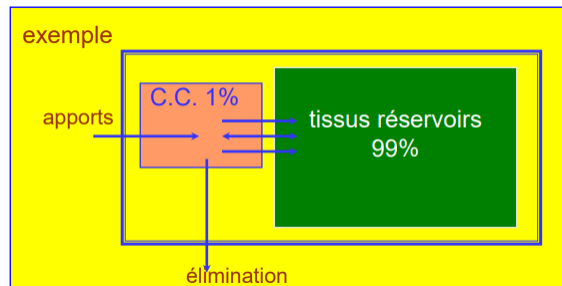 exemple
C.C. 1%
apports
tissus réservoirs
99%
élimination